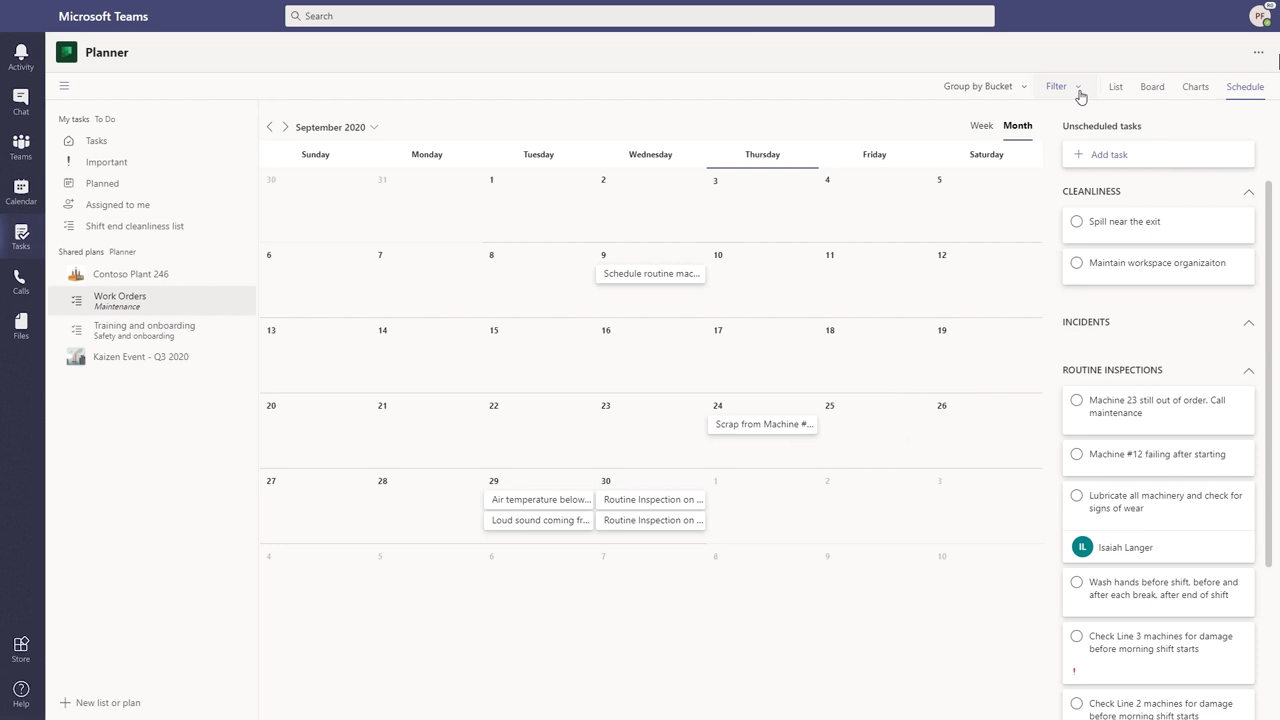 Microsoft Teams
Search
PF
Activity
Chat
Teams
Calendar
Tasks
Calls
Files
Store
Help
Planner
Group by Bucket
Filter
List
Board
Charts
Schedule
My tasks To Do
Tasks
Important
Planned
Assigned to me
Shift end cleanliness list
Shared plans Planner
Contoso Plant 246
Work Orders
Maintenance
Training and onboarding
Safety and onboarding
Kaizen Event - Q3 2020
New list or plan
September 2020
Week
Month
Sunday Monday Tuesday Wednesday Thursday Friday Saturday
30 31 1 2 3 4 5
6 7 8 9 10 11 12
Schedule routine mac...
13 14 15 16 17 18 19
20 21 22 23 24 25 26
Scrap from Machine #...
27 28 29 30 1 2 3
Air temperature below... Routine Inspection on ...
Loud sound coming fr... Routine Inspection on ...
4 5 6 7 8 9 10
Unscheduled tasks
Add task
CLEANLINESS
Spill near the exit
Maintain workspace organizaiton
INCIDENTS
ROUTINE INSPECTIONS
Machine 23 still out of order. Call
maintenance
Machine #12 failing after starting
Lubricate all machinery and check for
signs of wear
IL Isaiah Langer
Wash hands before shift, before and
after each break, after end of shift
Check Line 3 machines for damage
before morning shift starts
Check Line 2 machines for damage
before morning shift starts